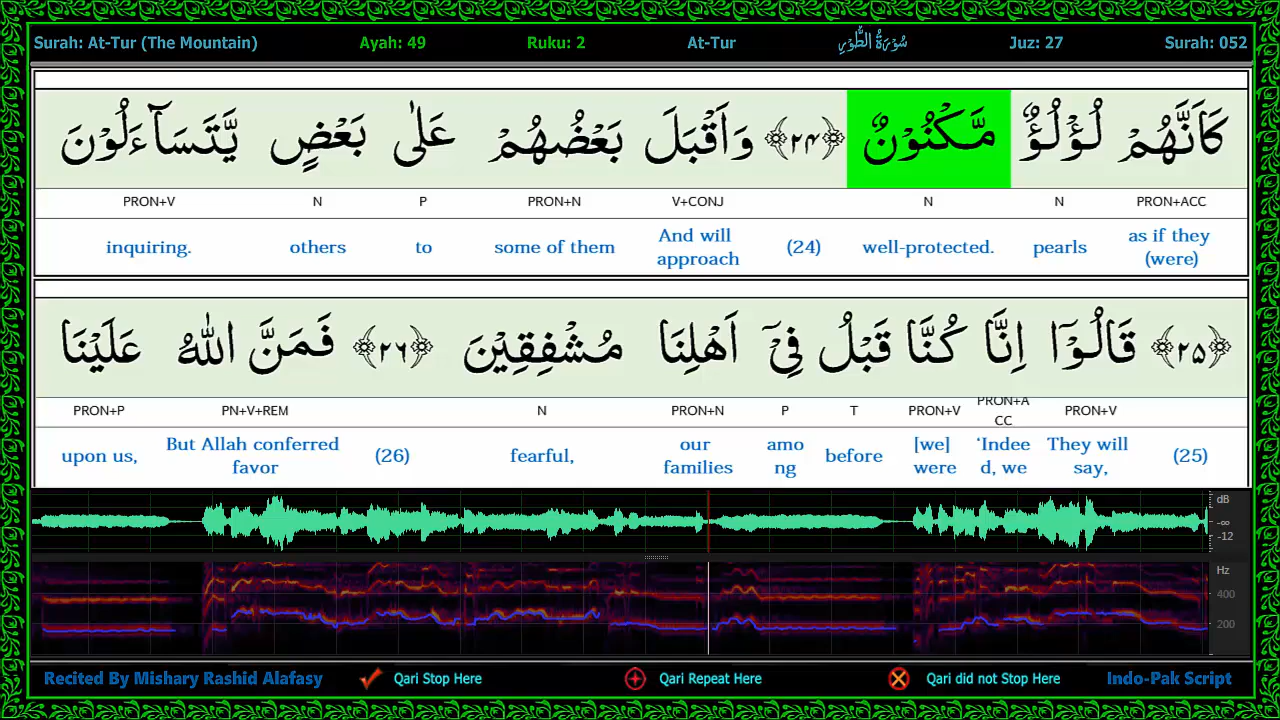 Surah: At-Tur (The Mountain) Ayah: 49 Ruku: 2 At-Tur سُوْرَةُ الطُّوْرِ Juz: 27 Surah: 052
كَاَنَّهُمْ لُؤْلُؤٌ مَّكْنُوْنٌ ﴿۲۴﴾ وَاَقْبَلَ بَعْضُهُمْ عَلٰى بَعْضٍ يَّتَسَآءَلُوْنَ
PRON+V N P PRON+N V+CONJ N N PRON+ACC
inquiring. others to some of them And will approach (24) well-protected. pearls as if they (were)
﴿۲۵﴾ قَالُوْٓا اِنَّا كُنَّا قَبْلُ فِيْٓ اَهْلِنَا مُشْفِقِيْنَ ﴿۲۶﴾ فَمَنَّ اللّٰهُ عَلَيْنَا
PRON+P PN+V+REM N PRON+N P T PRON+V PRON+ACC PRON+V
upon us, But Allah conferred favor (26) fearful, our families among before [we] were ‘Indeed, we They will say, (25)
dB
-∞
-12
Hz
400
200
Recited By Mishary Rashid Alafasy Qari Stop Here Qari Repeat Here Qari did not Stop Here Indo-Pak Script